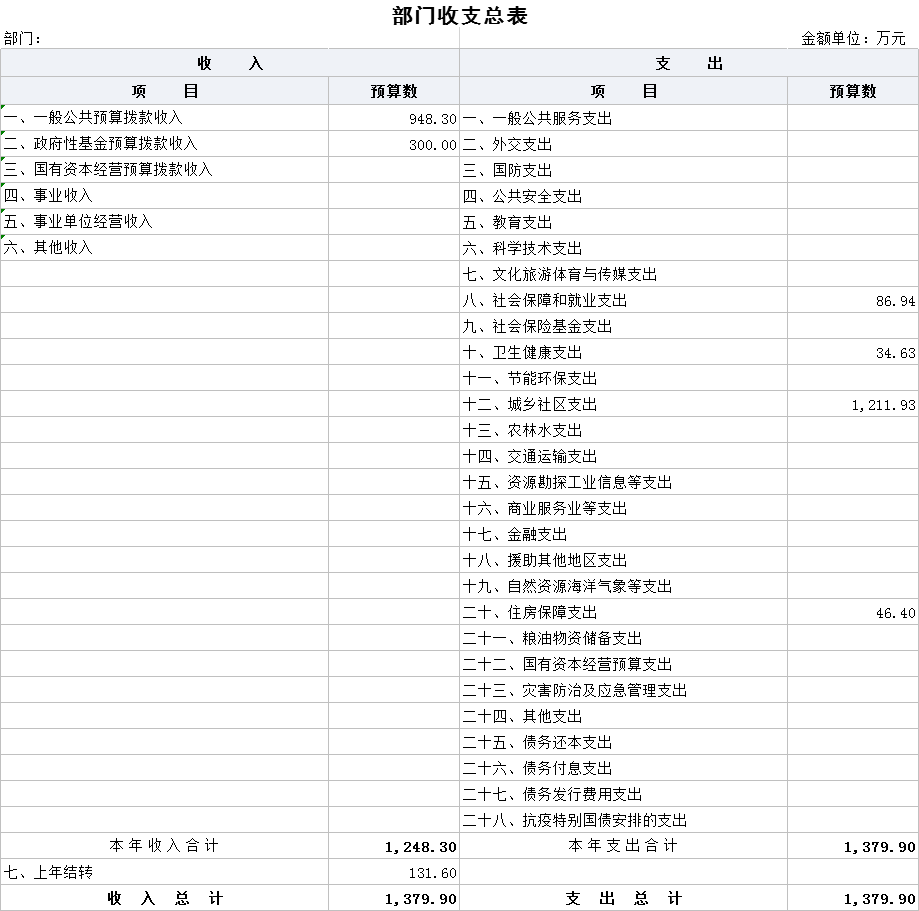 部门收支总表
部门： 金额单位：万元
收 入 支 出
项 目 预算数 项 目 预算数
一、一般公共预算拨款收入 948.30 一、一般公共服务支出
二、政府性基金预算拨款收入 300.00 二、外交支出
三、国有资本经营预算拨款收入 三、国防支出
四、事业收入 四、公共安全支出
五、事业单位经营收入 五、教育支出
六、其他收入 六、科学技术支出
七、文化旅游体育与传媒支出
八、社会保障和就业支出 86.94
九、社会保险基金支出
十、卫生健康支出 34.63
十一、节能环保支出
十二、城乡社区支出 1,211.93
十三、农林水支出
十四、交通运输支出
十五、资源勘探工业信息等支出
十六、商业服务业等支出
十七、金融支出
十八、援助其他地区支出
十九、自然资源海洋气象等支出
二十、住房保障支出 46.40
二十一、粮油物资储备支出
二十二、国有资本经营预算支出
二十三、灾害防治及应急管理支出
二十四、其他支出
二十五、债务还本支出
二十六、债务付息支出
二十七、债务发行费用支出
二十八、抗疫特别国债安排的支出
本年收入合计 1,248.30 本年支出合计 1,379.90
七、上年结转 131.60
收 入 总 计 1,379.90 支 出 总 计 1,379.90